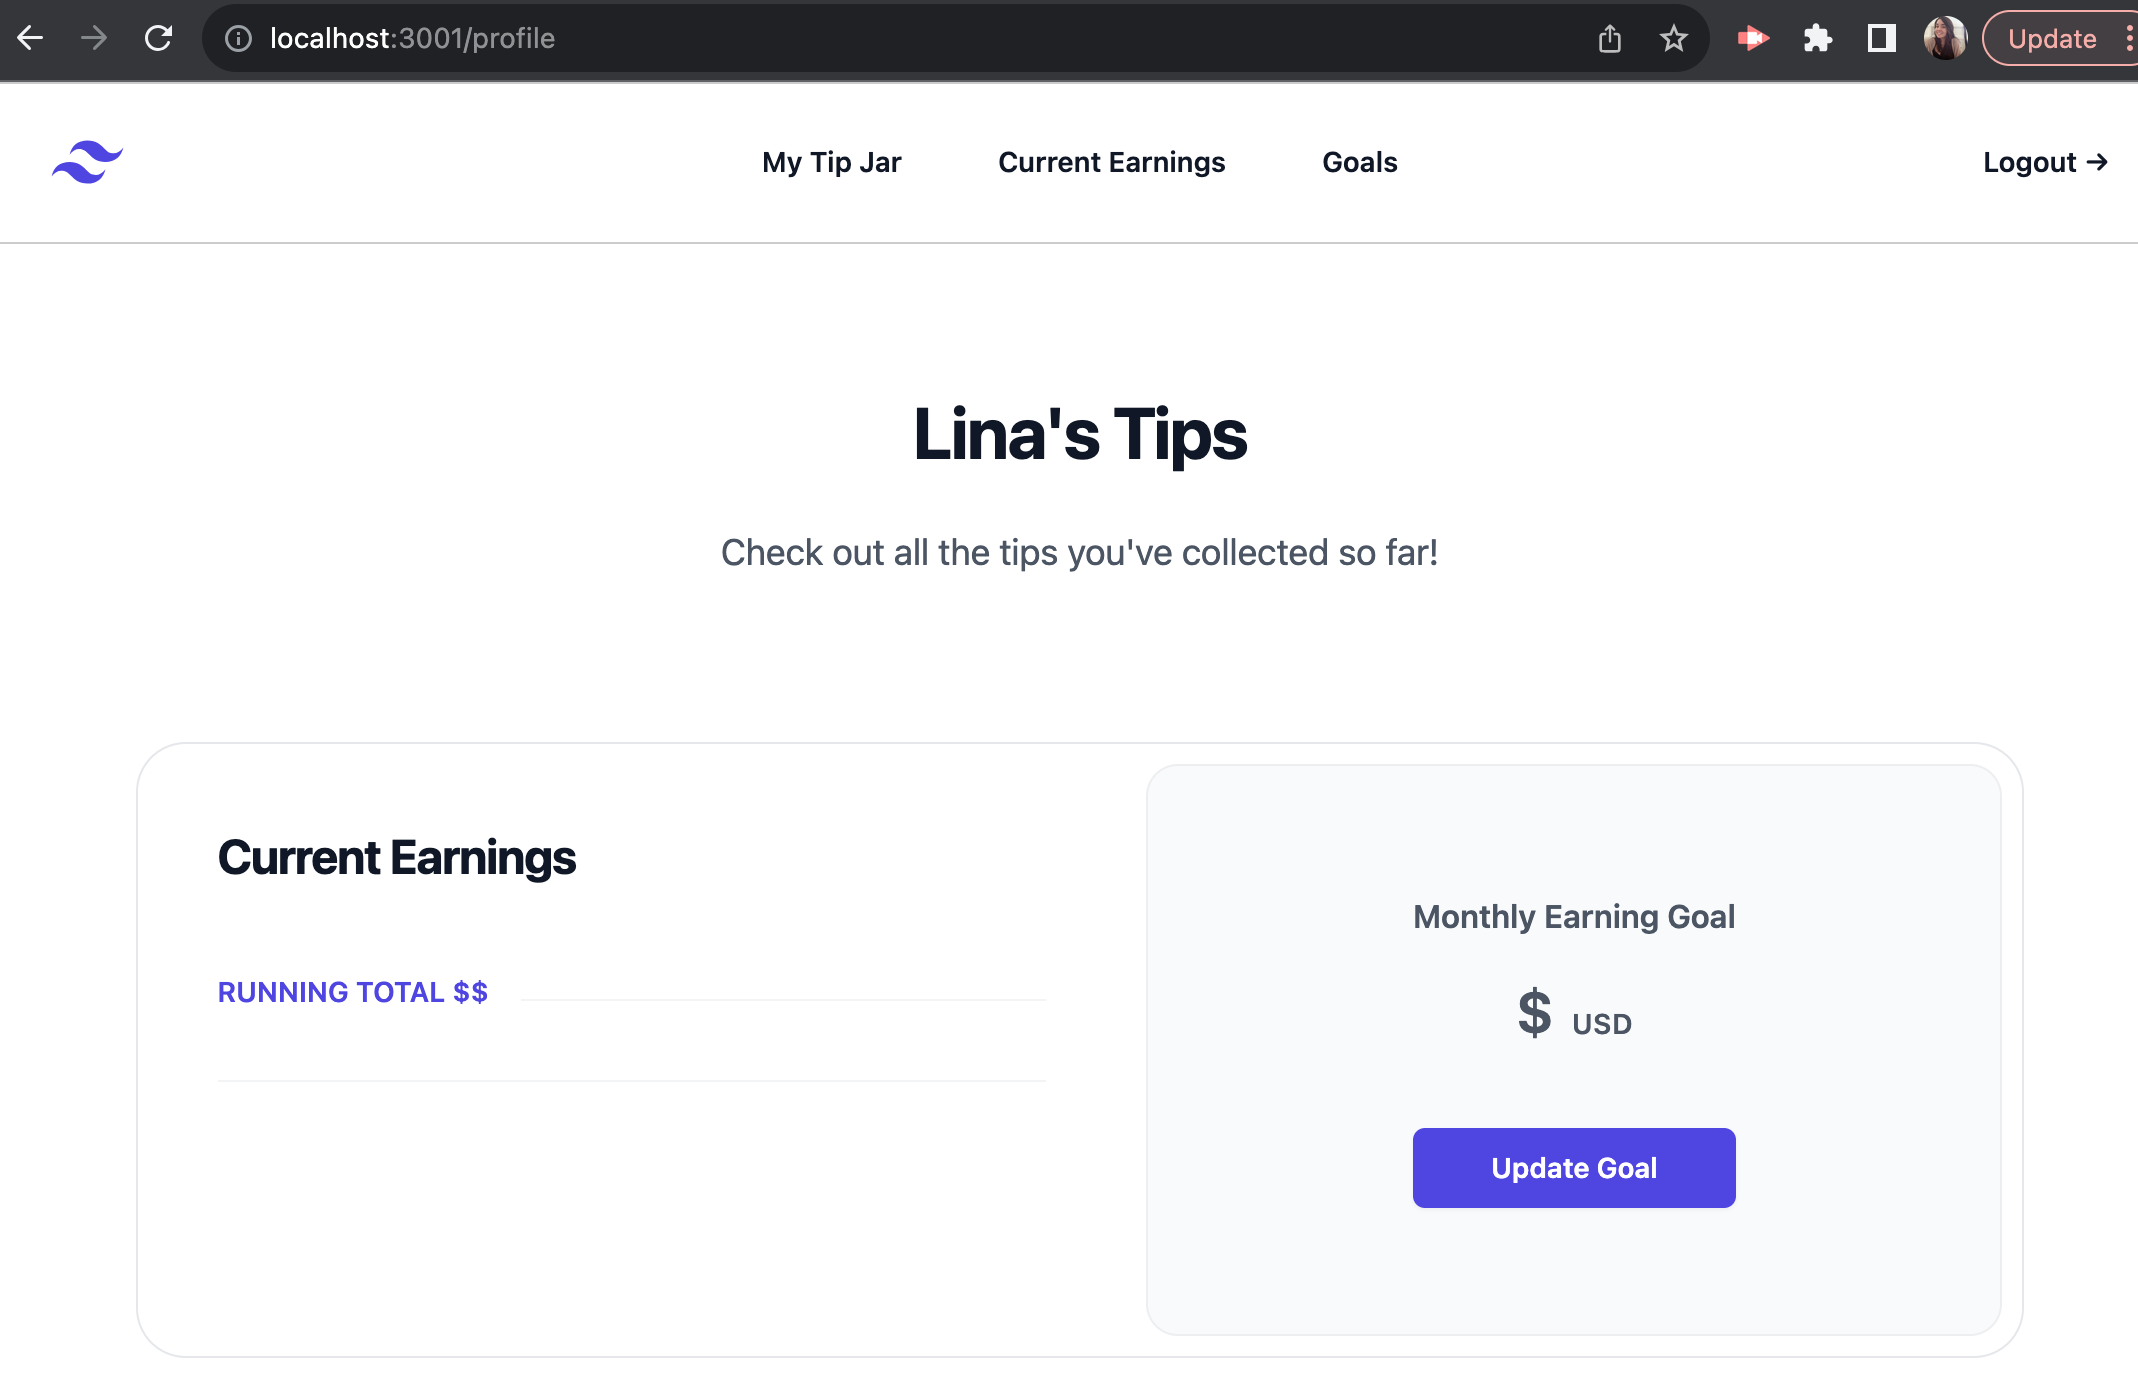 localhost:3001/profile
Update
My Tip Jar Current Earnings Goals Logout →
Lina's Tips
Check out all the tips you've collected so far!
Current Earnings
RUNNING TOTAL $$
Monthly Earning Goal
$ USD
Update Goal